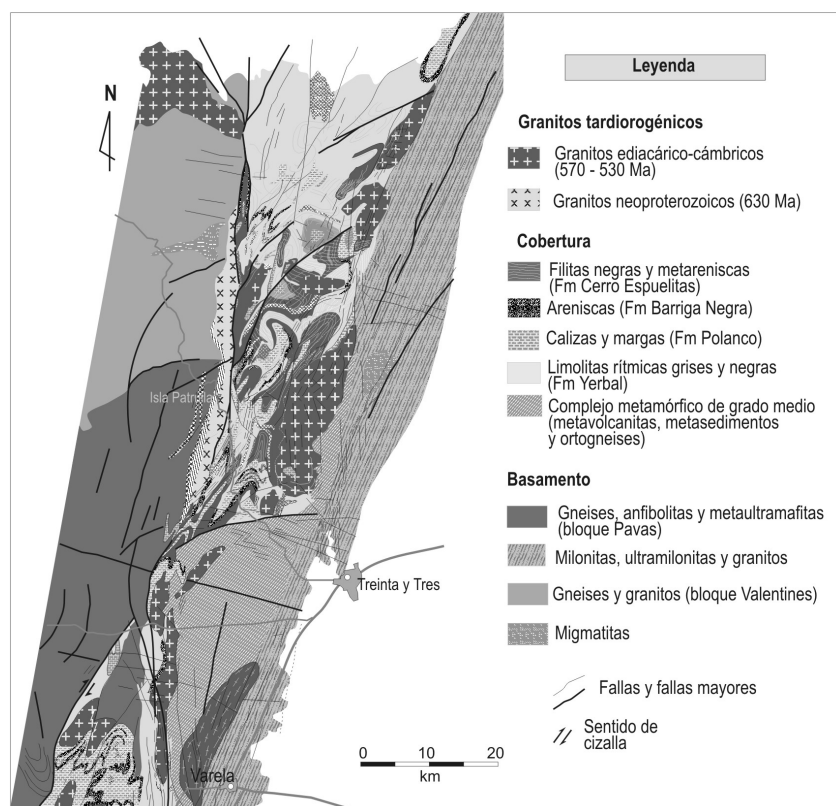 Leyenda
N
Granitos tardiorogénicos
Granitos ediacárico-cámbricos
(570 - 530 Ma)
Granitos neoproterozoicos (630 Ma)
Cobertura
Filitas negras y metareniscas
(Fm Cerro Espuelitas)
Areniscas (Fm Barriga Negra)
Calizas y margas (Fm Polanco)
Limolitas rítmicas grises y negras
(Fm Yerbal)
Complejo metamórfico de grado medio
(metavolcanitas, metasedimentos
y ortogneises)
Basamento
Gneises, anfibolitas y metaultramafitas
(bloque Pavas)
Milonitas, ultramilonitas y granitos
Gneises y granitos (bloque Valentines)
Migmatitas
Fallas y fallas mayores
Sentido de
cizalla
Isla Patrulla
Treinta y Tres
Varela
0 10 20
km